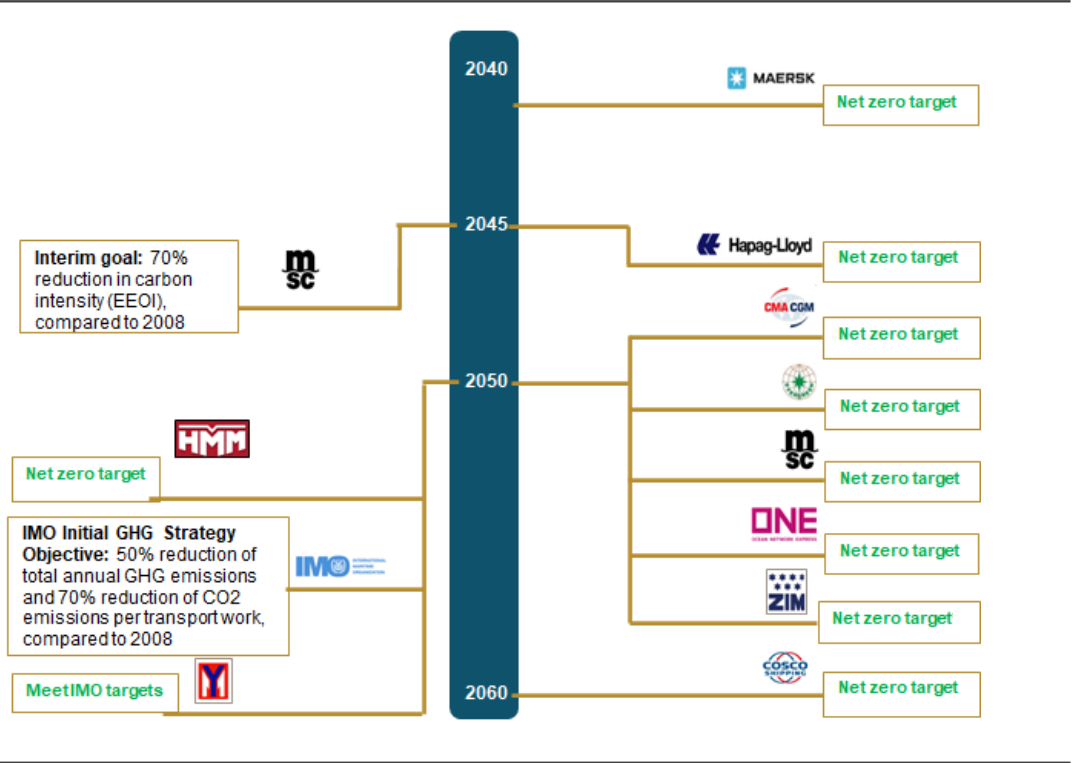 2040
MAERSK
Net zero target
2045
Interim goal: 70%
reduction in carbon
intensity (EEOI),
compared to 2008
msc
Hapag-Lloyd
Net zero target
CMA CGM
Net zero target
2050
Net zero target
HMM
Net zero target
msc
Net zero target
IMO Initial GHG Strategy
Objective: 50% reduction of
total annual GHG emissions
and 70% reduction of CO2
emissions per transport work,
compared to 2008
IMO
INTERNATIONAL
MARITIME
ORGANIZATION
ONE
OCEAN NETWORK EXPRESS
Net zero target
ZIM
Net zero target
Meet IMO targets
YM
2060
COSCO
SHIPPING
Net zero target